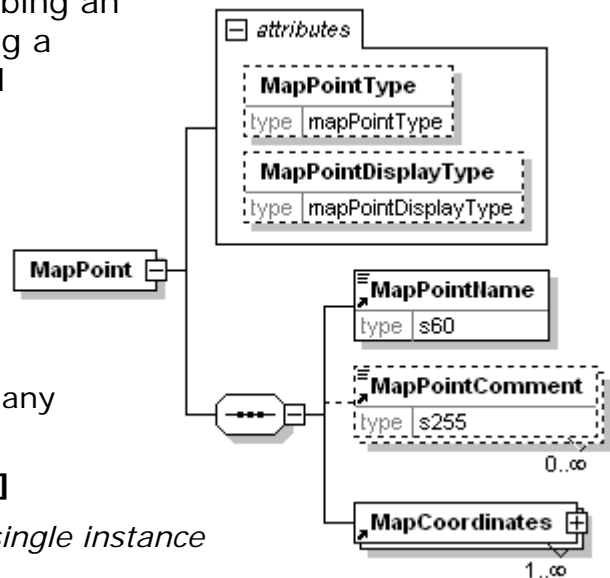 bing an
g a
attributes
MapPointType
type mapPointType
MapPointDisplayType
type mapPointDisplayType
MapPoint
MapPointName
type s60
any
MapPointComment
type s255
0..∞
]
single instance
MapCoordinates
1..∞